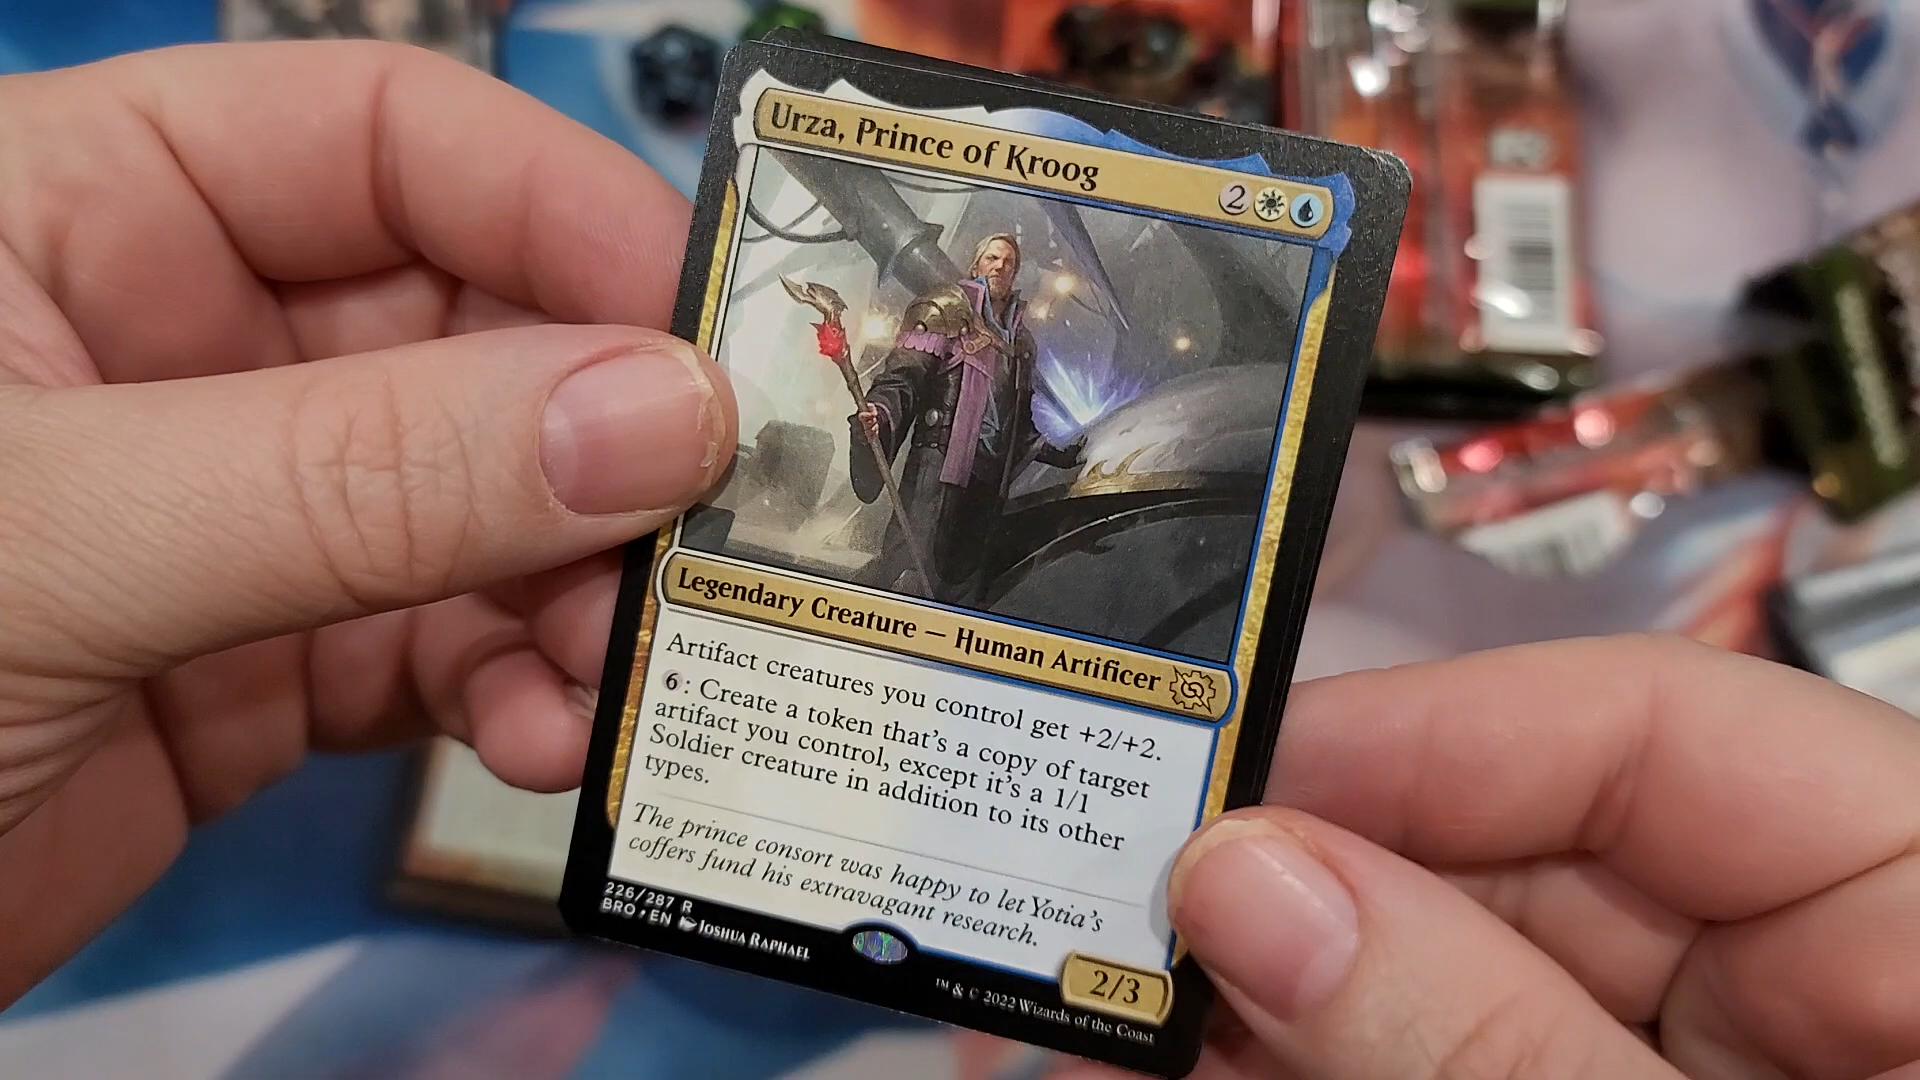 Urza, Prince of Kroog
2
Legendary Creature — Human Artificer
Artifact creatures you control get +2/+2.
6: Create a token that's a copy of target
artifact you control, except it's a 1/1
Soldier creature in addition to its other
types.
The prince consort was happy to let Yotia's
coffers fund his extravagant research.
226/287 R
BRO • EN Joshua Raphael
2/3
™ & © 2022 Wizards of the Coast